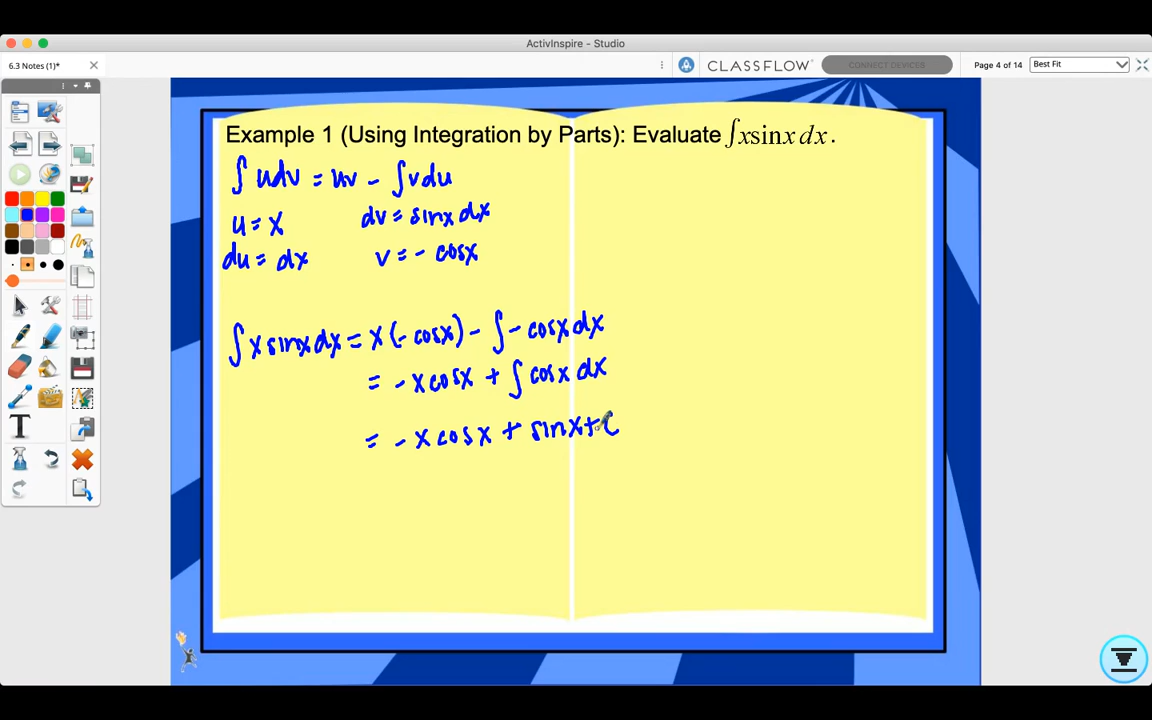 ActivInspire - Studio
6.3 Notes (1)*
CLASSFLOW
CONNECT DEVICES
Page 4 of 14
Best Fit
Example 1 (Using Integration by Parts): Evaluate ∫xsinx dx.
∫udv = uv - ∫vdu
u = x dv = sinx dx
du = dx v = - cosx
∫x sinx dx = x(-cosx) - ∫- cosx dx
= -x cosx + ∫cosx dx
= -x cosx + sinx + C